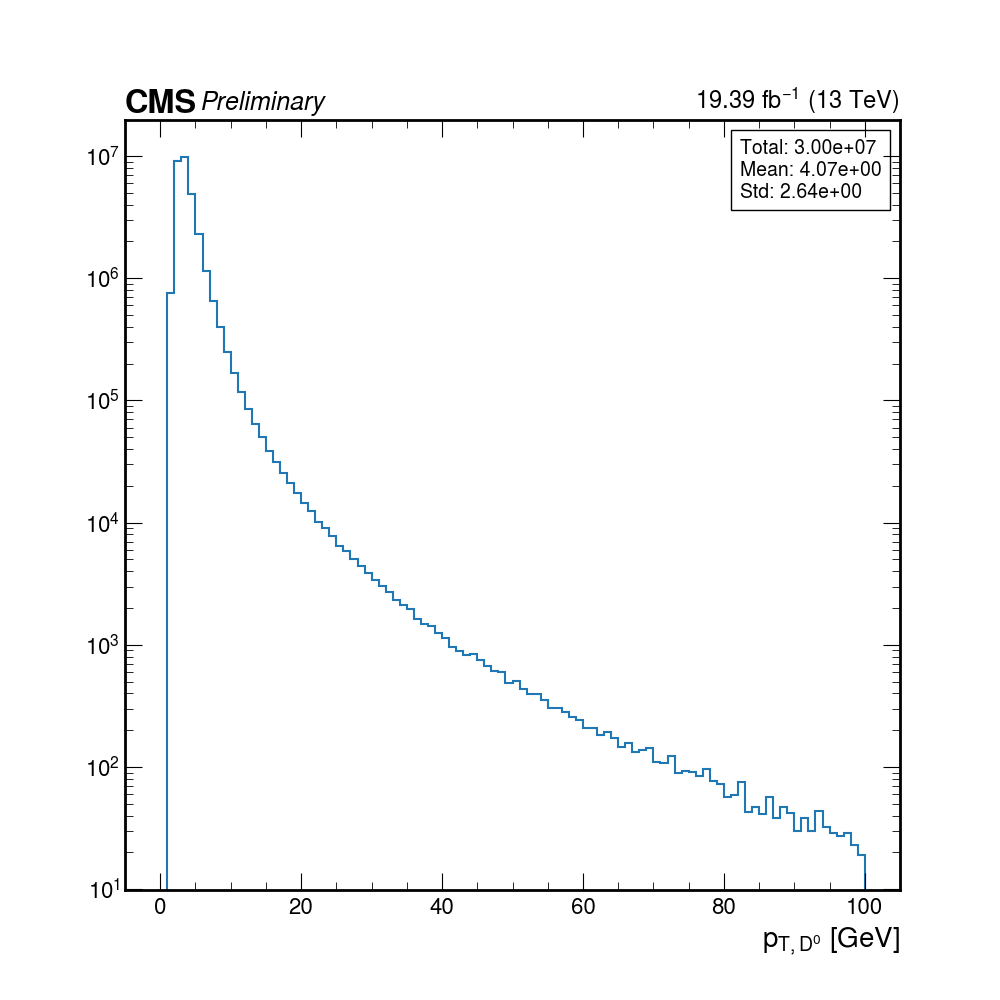 CMS Preliminary 19.39 fb⁻¹ (13 TeV)
Total: 3.00e+07
Mean: 4.07e+00
Std: 2.64e+00
10⁷
10⁶
10⁵
10⁴
10³
10²
10¹
0 20 40 60 80 100
p_{T, D⁰} [GeV]